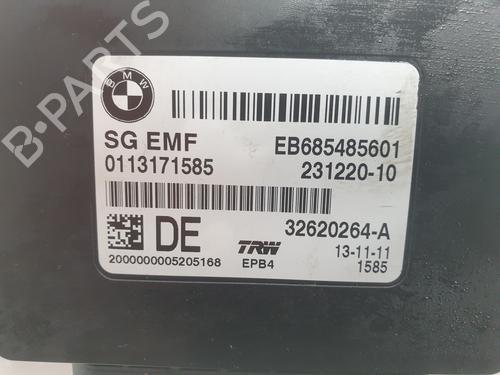 B-PARTS
BMW
SG EMF
EB685485601
0113171585
231220-10
DE
TRW
32620264-A
13-11-11
2000000005205168
EPB4
1585